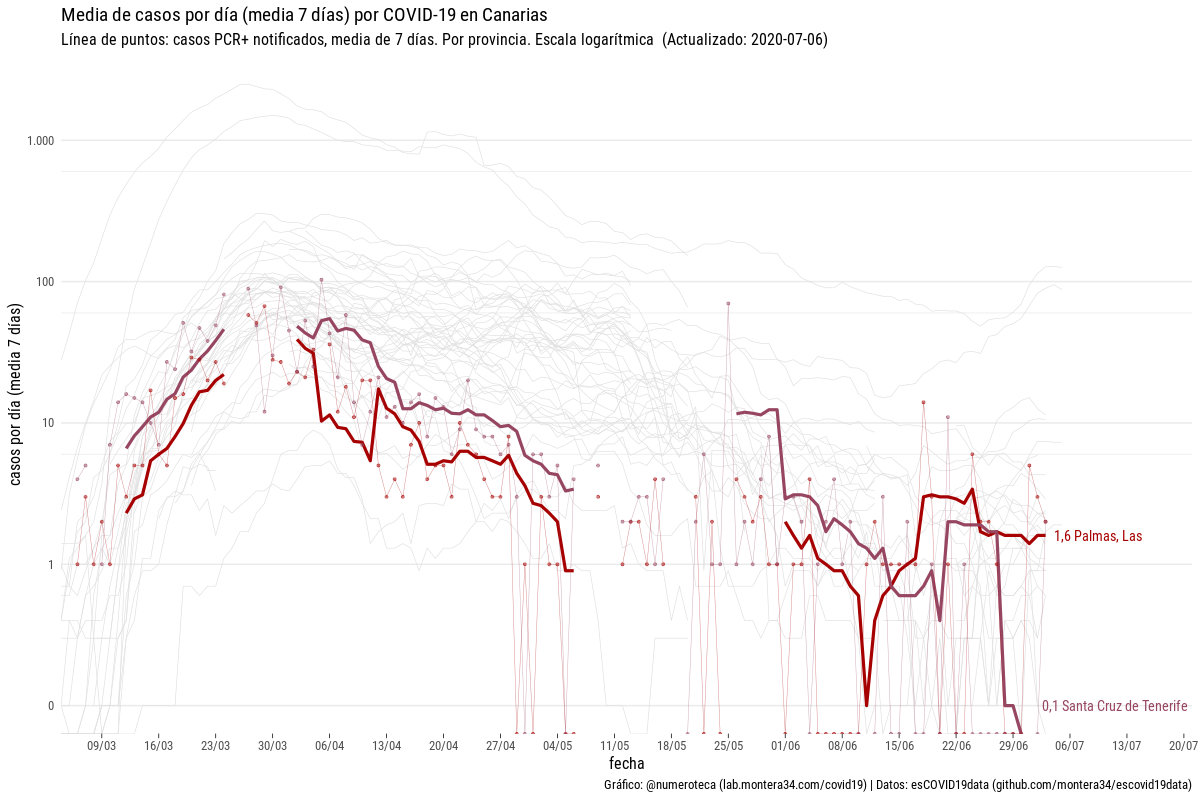 Media de casos por día (media 7 días) por COVID-19 en Canarias
Línea de puntos: casos PCR+ notificados, media de 7 días. Por provincia. Escala logarítmica  (Actualizado: 2020-07-06)
casos por día (media 7 días)
1.000
100
10
1
0
1,6 Palmas, Las
0,1 Santa Cruz de Tenerife
09/03 16/03 23/03 30/03 06/04 13/04 20/04 27/04 04/05 11/05 18/05 25/05 01/06 08/06 15/06 22/06 29/06 06/07 13/07 20/07
fecha
Gráfico: @numeroteca (lab.montera34.com/covid19) | Datos: esCOVID19data (github.com/montera34/escovid19data)